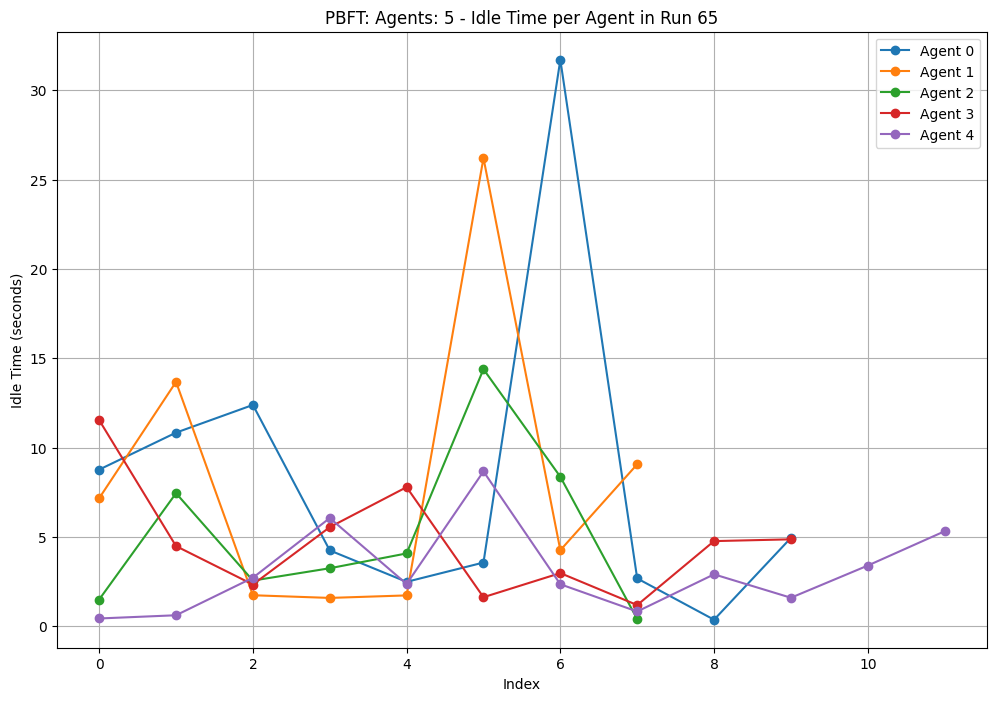 PBFT: Agents: 5 - Idle Time per Agent in Run 65
Agent 0
Agent 1
Agent 2
Agent 3
Agent 4
Idle Time (seconds)
30
25
20
15
10
5
0
0 2 4 6 8 10
Index